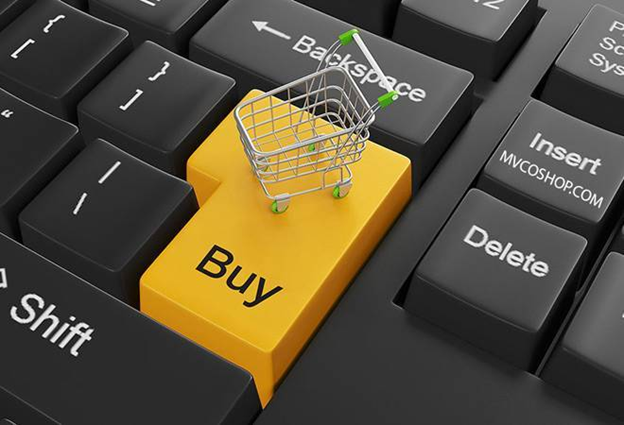 {
[
}
]
← Backspace
Insert
MVCOSHOP.COM
Delete
Buy
Shift